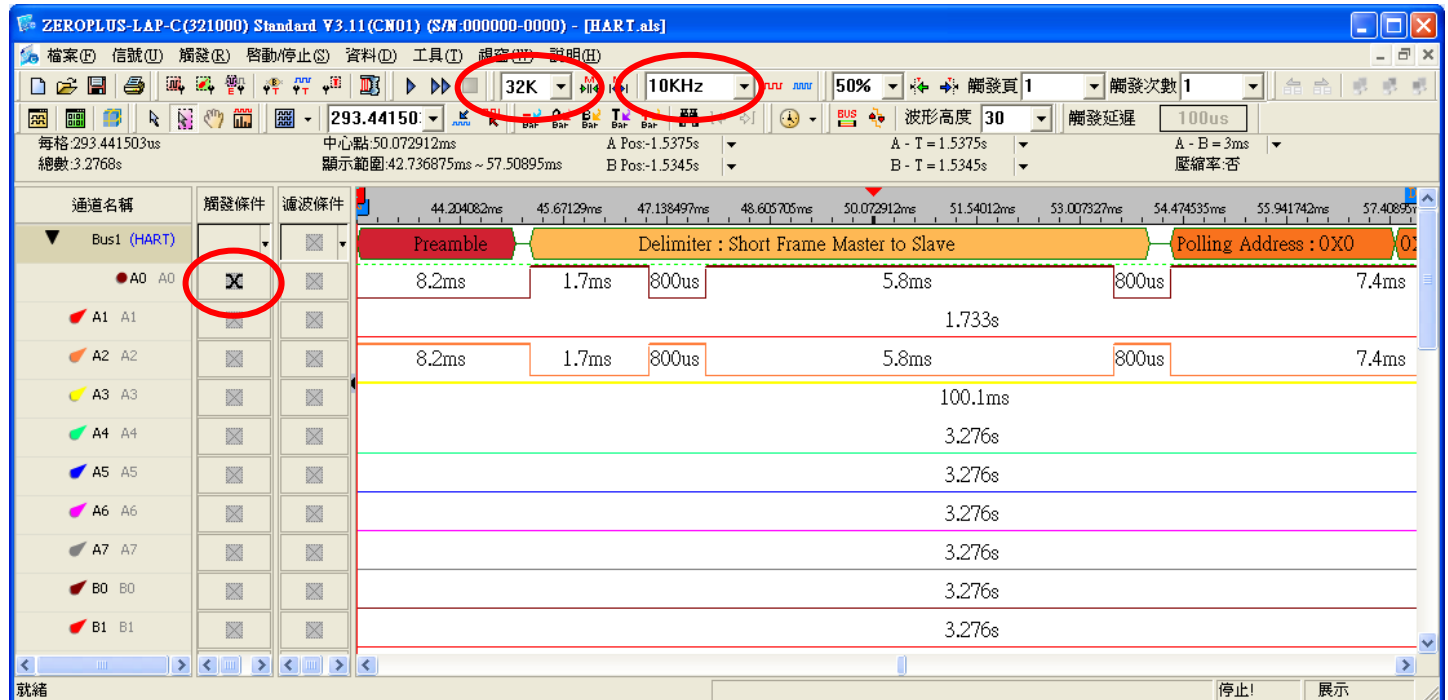 ZEROPLUS-LAP-C(321000) Standard V3.11(CN01) (S/N:000000-0000) - [HART.als]
檔案(F) 信號(U) 觸發(R) 啓動/停止(S) 資料(D) 工具(T) 視窗(W) 說明(H)
32K 10KHz 50% 觸發頁 1 觸發次數 1
293.44150 Bar Bar Bar Bar BUS 波形高度 30 觸發延遲 100us
每格:293.441503us 中心點:50.072912ms A Pos:-1.5375s A - T = 1.5375s A - B = 3ms
總數:3.2768s 顯示範圍:42.736875ms ~ 57.50895ms B Pos:-1.5345s B - T = 1.5345s 壓縮率:否
通道名稱 觸發條件 濾波條件 44.204082ms 45.67129ms 47.138497ms 48.605705ms 50.072912ms 51.54012ms 53.007327ms 54.474535ms 55.941742ms 57.40895
Bus1 (HART) Preamble Delimiter : Short Frame Master to Slave Polling Address : 0X0
A0 A0 8.2ms 1.7ms 800us 5.8ms 800us 7.4ms
A1 A1 1.733s
A2 A2 8.2ms 1.7ms 800us 5.8ms 800us 7.4ms
A3 A3 100.1ms
A4 A4 3.276s
A5 A5 3.276s
A6 A6 3.276s
A7 A7 3.276s
B0 B0 3.276s
B1 B1 3.276s
就緒 停止! 展示